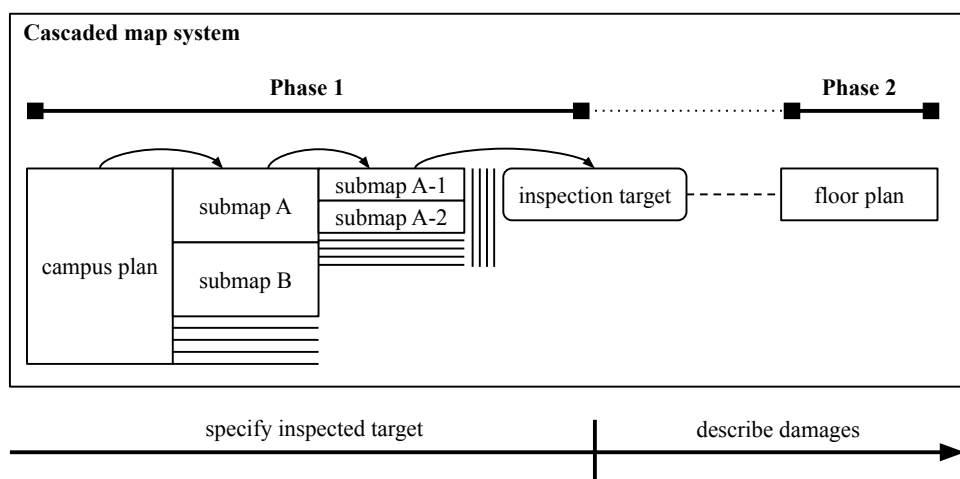 Cascaded map system
Phase 1
Phase 2
campus plan
submap A
submap B
submap A-1
submap A-2
inspection target
floor plan
specify inspected target
describe damages